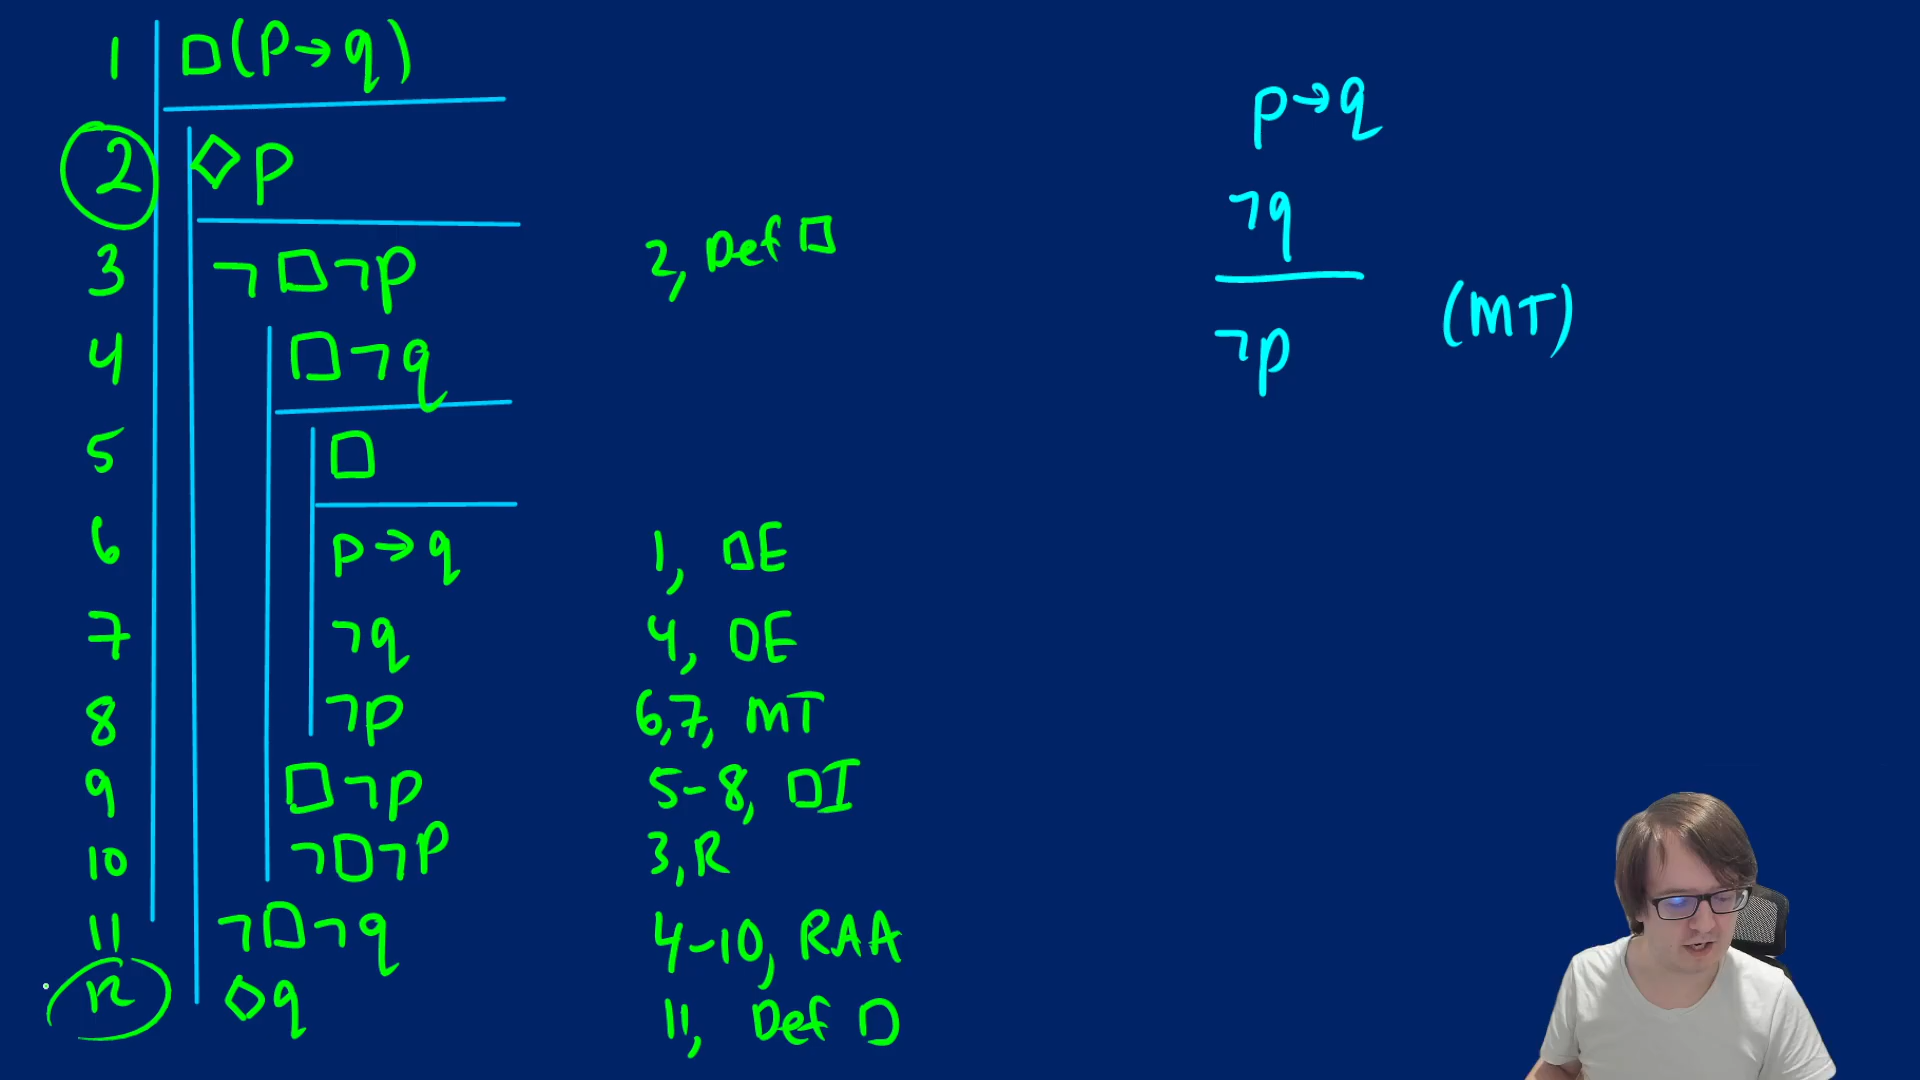 1 □(p→q)
2 ◇p
3 ¬□¬p 2, Def □
4 □¬q
5 □
6 p→q 1, □E
7 ¬q 4, □E
8 ¬p 6,7, MT
9 □¬p 5-8, □I
10 ¬□¬p 3, R
11 ¬□¬q 4-10, RAA
12 ◇q 11, Def □
p→q
¬q
¬p (MT)